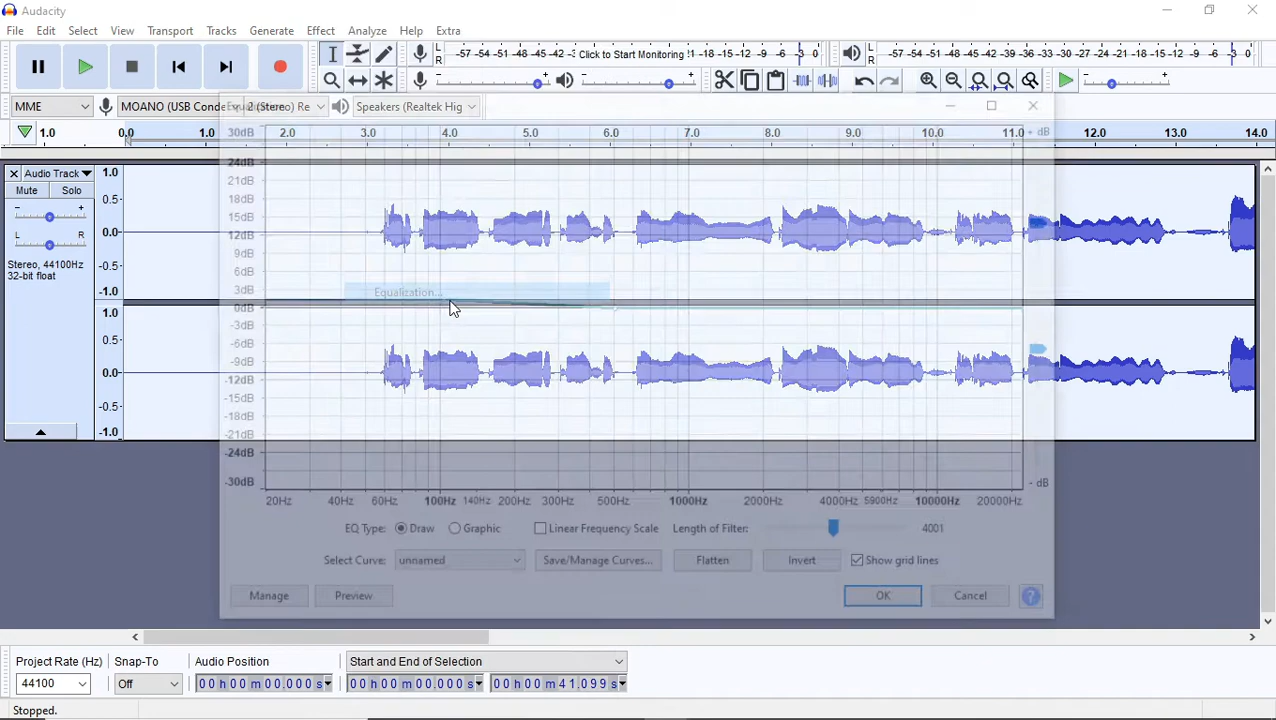 Audacity
File Edit Select View Transport Tracks Generate Effect Analyze Help Extra
L R -57 -54 -51 -48 -45 -42 Click to Start Monitoring !1 -18 -15 -12 -9 -6 -3 0
L R -57 -54 -51 -48 -45 -42 -39 -36 -33 -30 -27 -24 -21 -18 -15 -12 -9 -6 -3 0
MME MOANO (USB Conde 2 (Stereo) Re Speakers (Realtek Hig
1.0 0.0 1.0 2.0 3.0 4.0 5.0 6.0 7.0 8.0 9.0 10.0 11.0 12.0 13.0 14.0
Audio Track
Mute Solo
- +
L R
Stereo, 44100Hz
32-bit float
1.0
0.5
0.0
-0.5
-1.0
1.0
0.5
0.0
-0.5
-1.0
30dB + dB
24dB
21dB
18dB
15dB
12dB
9dB
6dB
3dB
0dB
-3dB
-6dB
-9dB
-12dB
-15dB
-18dB
-21dB
-24dB
-30dB - dB
Equalization...
20Hz 40Hz 60Hz 100Hz 140Hz 200Hz 300Hz 500Hz 1000Hz 2000Hz 4000Hz 5900Hz 10000Hz 20000Hz
EQ Type: Draw Graphic Linear Frequency Scale Length of Filter: 4001
Select Curve: unnamed Save/Manage Curves... Flatten Invert Show grid lines
Manage Preview OK Cancel ?
Project Rate (Hz) Snap-To Audio Position Start and End of Selection
44100 Off 00 h 00 m 00.000 s 00 h 00 m 00.000 s 00 h 00 m 41.099 s
Stopped.